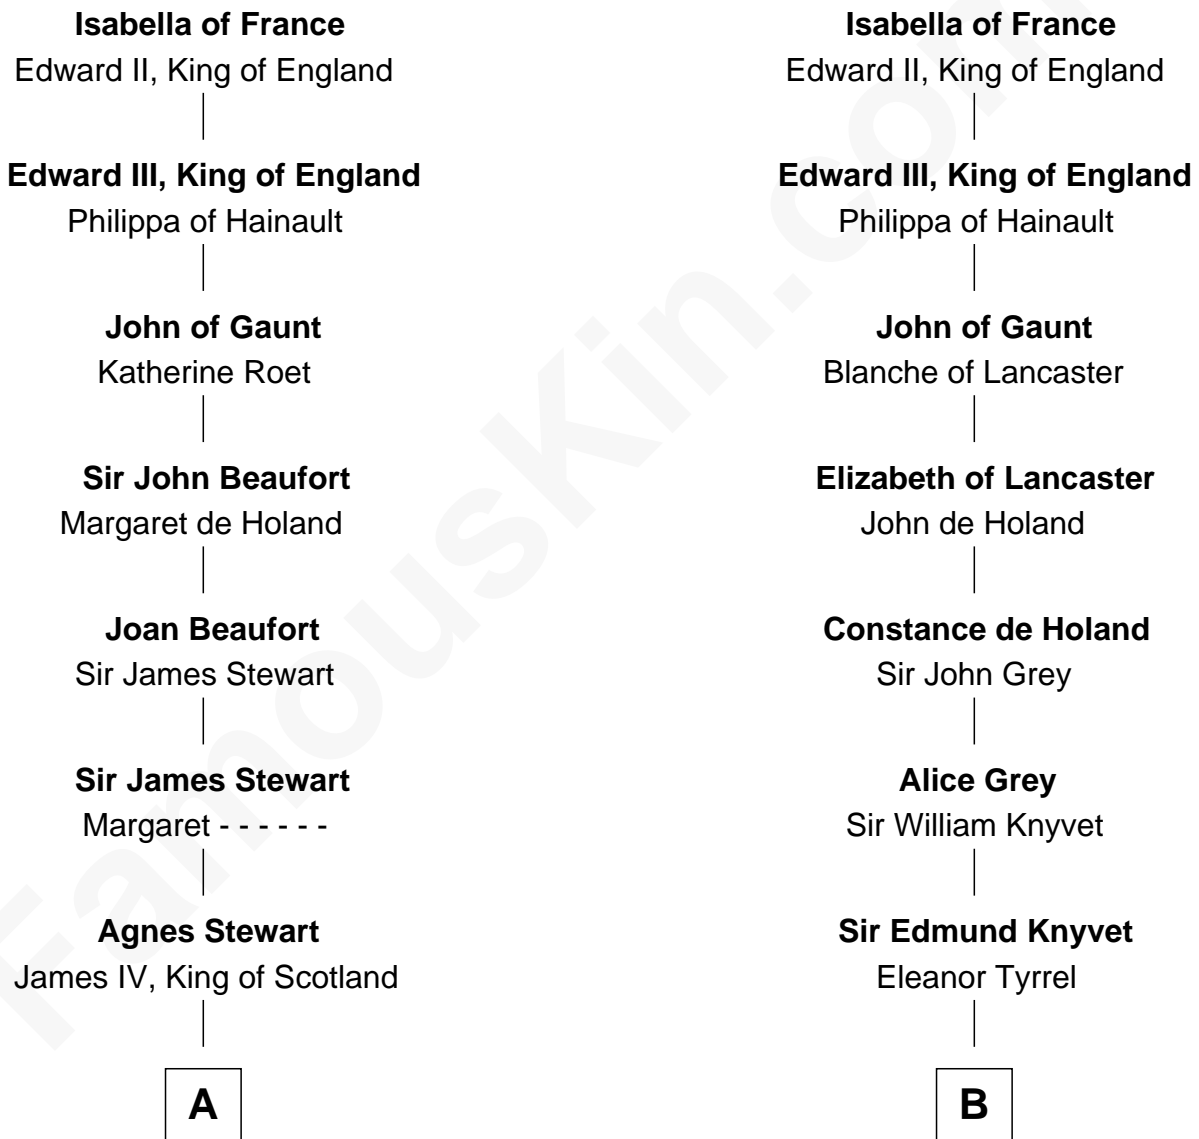 Isabella of France
Edward II, King of England
Edward III, King of England
Philippa of Hainault
John of Gaunt
Katherine Roet
Sir John Beaufort
Margaret de Holand
Joan Beaufort
Sir James Stewart
Sir James Stewart
Margaret - - - - - -
Agnes Stewart
James IV, King of Scotland
A
Isabella of France
Edward II, King of England
Edward III, King of England
Philippa of Hainault
John of Gaunt
Blanche of Lancaster
Elizabeth of Lancaster
John de Holand
Constance de Holand
Sir John Grey
Alice Grey
Sir William Knyvet
Sir Edmund Knyvet
Eleanor Tyrrel
B
FamousKin.com